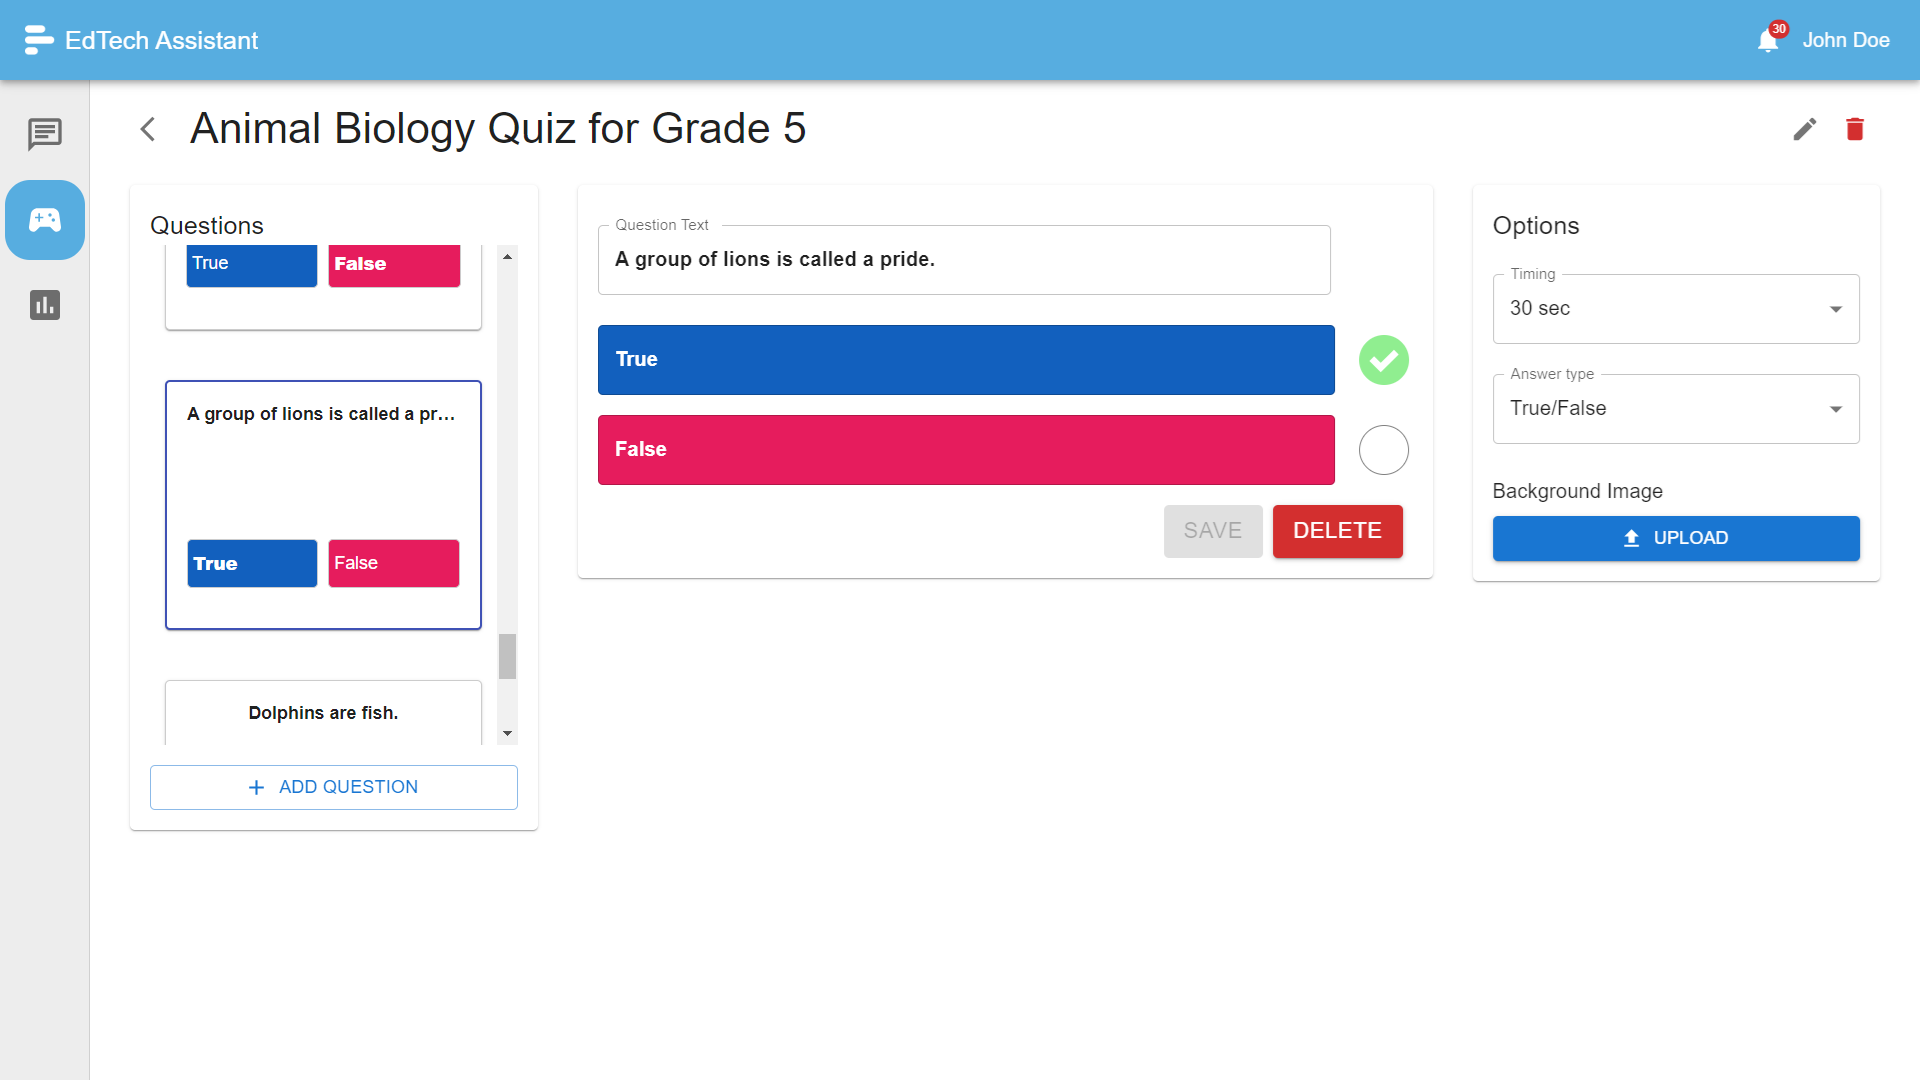 EdTech Assistant
30
John Doe
Animal Biology Quiz for Grade 5
Questions
True
False
A group of lions is called a pr...
True
False
Dolphins are fish.
ADD QUESTION
Question Text
A group of lions is called a pride.
True
False
SAVE
DELETE
Options
Timing
30 sec
Answer type
True/False
Background Image
UPLOAD